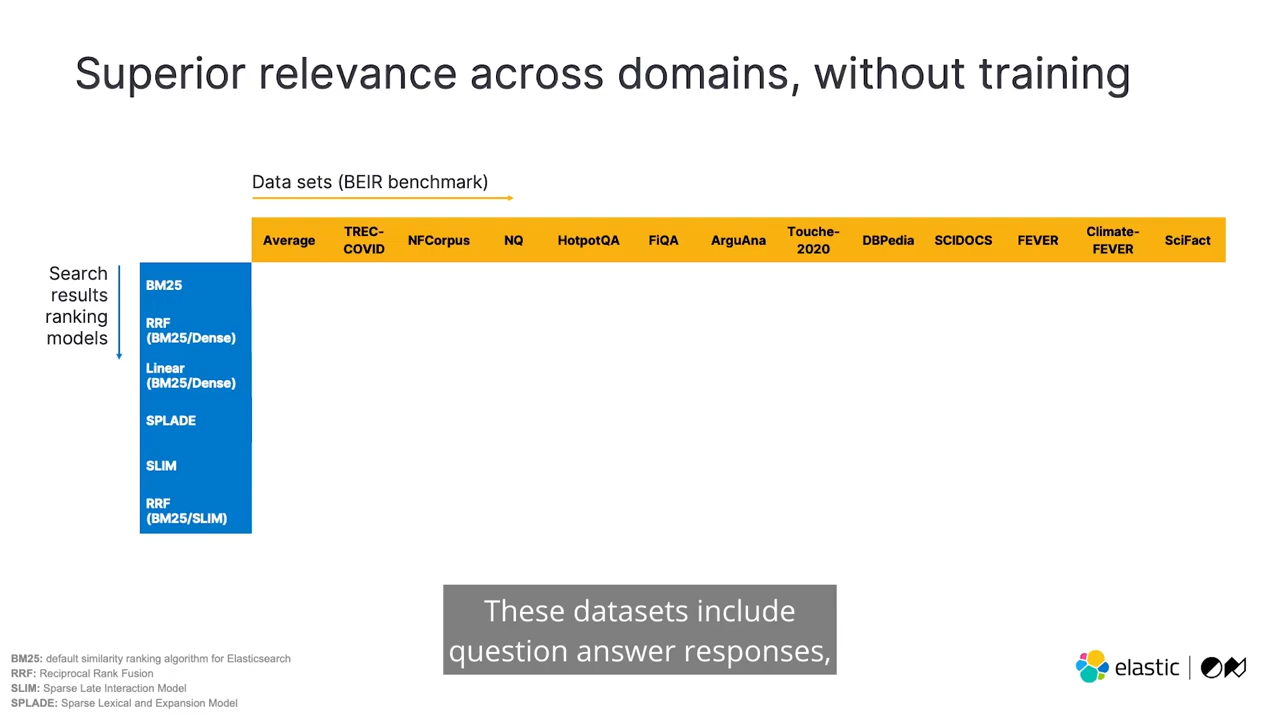 Superior relevance across domains, without training
Data sets (BEIR benchmark)
Average
TREC-
COVID
NFCorpus
NQ
HotpotQA
FiQA
ArguAna
Touche-
2020
DBPedia
SCIDOCS
FEVER
Climate-
FEVER
SciFact
Search
results
ranking
models
BM25
RRF
(BM25/Dense)
Linear
(BM25/Dense)
SPLADE
SLIM
RRF
(BM25/SLIM)
These datasets include
question answer responses,
BM25: default similarity ranking algorithm for Elasticsearch
RRF: Reciprocal Rank Fusion
SLIM: Sparse Late Interaction Model
SPLADE: Sparse Lexical and Expansion Model
elastic